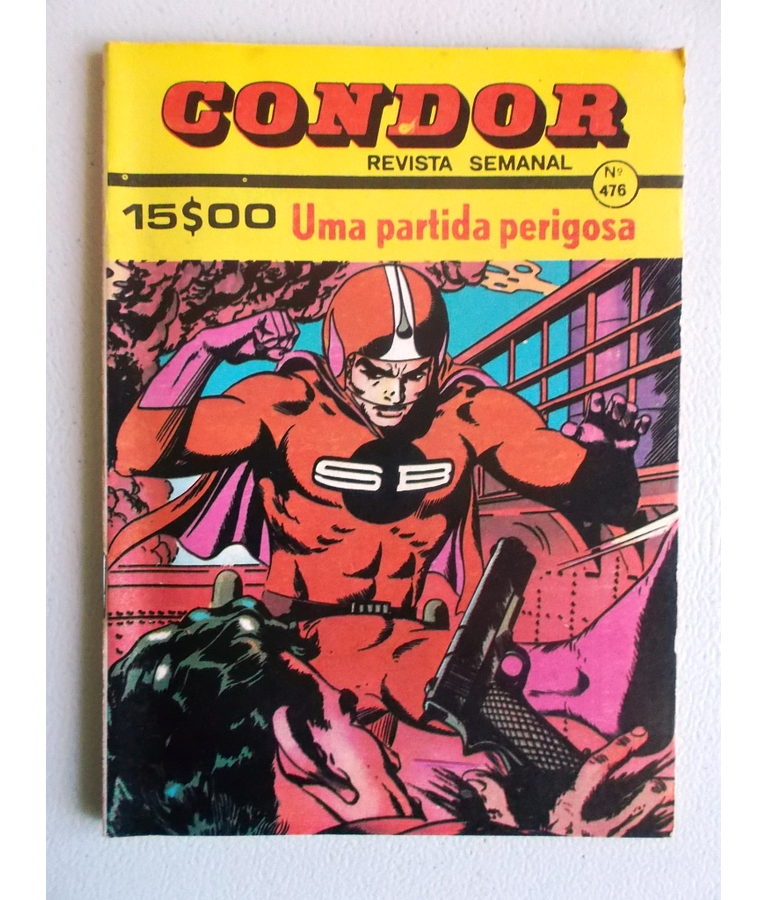 CONDOR
REVISTA SEMANAL
Nº
476
15$00 Uma partida perigosa
SB